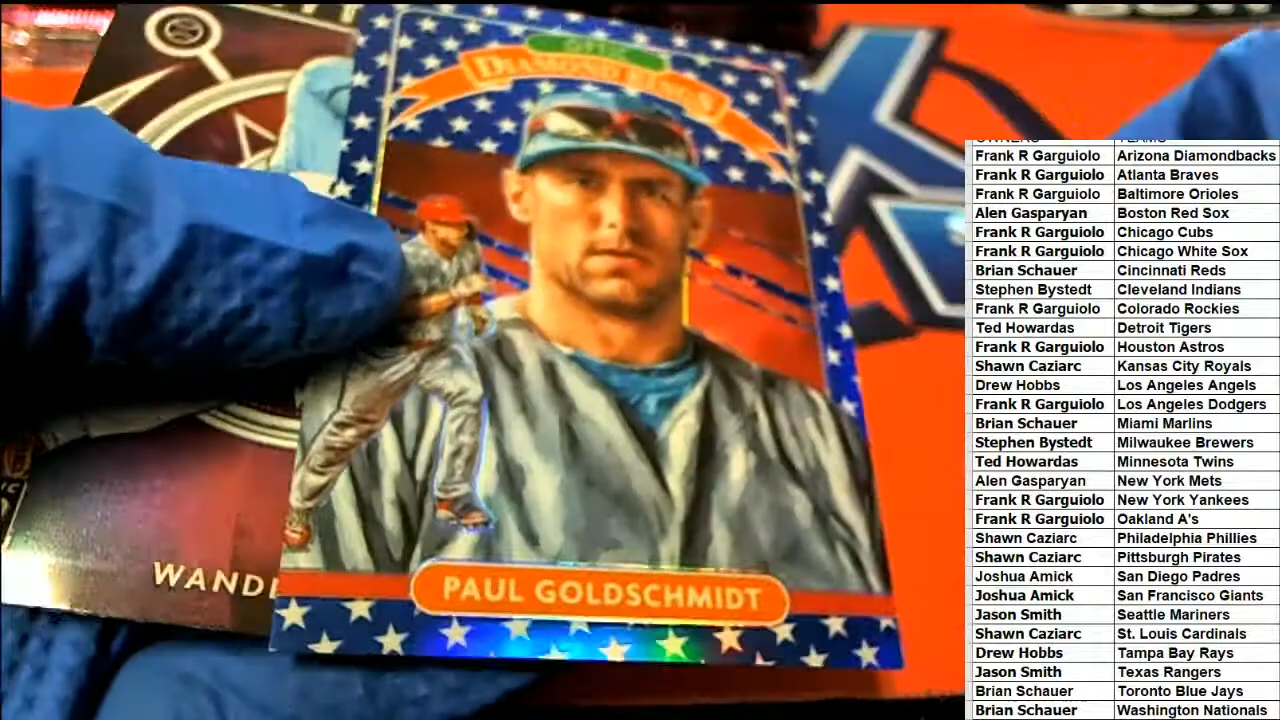 OPTIC
DIAMOND KINGS
PAUL GOLDSCHMIDT
WAND
OWNERS TEAMS
Frank R Garguiolo Arizona Diamondbacks
Frank R Garguiolo Atlanta Braves
Frank R Garguiolo Baltimore Orioles
Alen Gasparyan Boston Red Sox
Frank R Garguiolo Chicago Cubs
Frank R Garguiolo Chicago White Sox
Brian Schauer Cincinnati Reds
Stephen Bystedt Cleveland Indians
Frank R Garguiolo Colorado Rockies
Ted Howardas Detroit Tigers
Frank R Garguiolo Houston Astros
Shawn Caziarc Kansas City Royals
Drew Hobbs Los Angeles Angels
Frank R Garguiolo Los Angeles Dodgers
Brian Schauer Miami Marlins
Stephen Bystedt Milwaukee Brewers
Ted Howardas Minnesota Twins
Alen Gasparyan New York Mets
Frank R Garguiolo New York Yankees
Frank R Garguiolo Oakland A's
Shawn Caziarc Philadelphia Phillies
Shawn Caziarc Pittsburgh Pirates
Joshua Amick San Diego Padres
Joshua Amick San Francisco Giants
Jason Smith Seattle Mariners
Shawn Caziarc St. Louis Cardinals
Drew Hobbs Tampa Bay Rays
Jason Smith Texas Rangers
Brian Schauer Toronto Blue Jays
Brian Schauer Washington Nationals